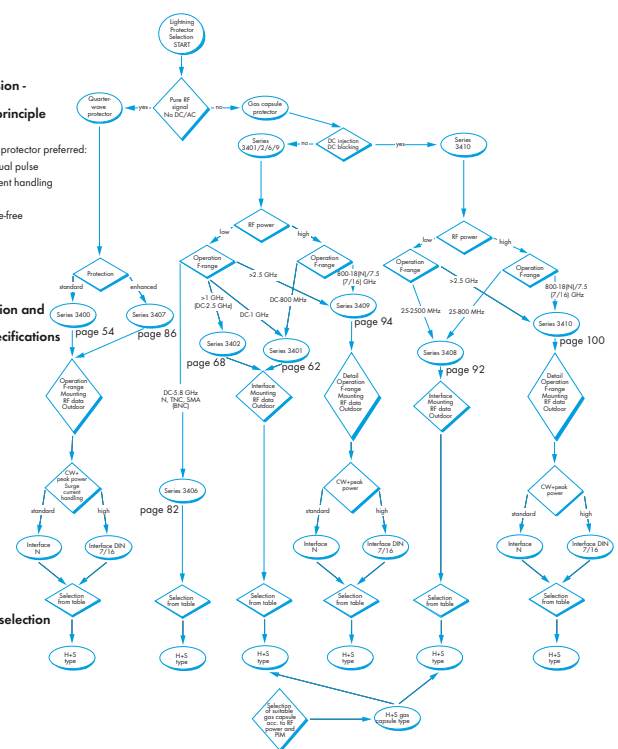 Lightning
Protector
Selection
START
sion -
principle
protector preferred:
ual pulse
ent handling
e-free
Quarter-
wave
protector
yes
Pure RF
signal
No DC/AC
no
Gas capsule
protector
Series
3401/2/6/9
no
DC injection
DC blocking
yes
Series
3410
RF power
low
high
RF power
low
high
Operation
F-range
>2.5 GHz
Operation
F-range
800-18(N)/7.5
(7/16) GHz
Operation
F-range
>2.5 GHz
Operation
F-range
800-18(N)/7.5
(7/16) GHz
Protection
standard
enhanced
>1 GHz
(DC-2.5 GHz)
DC-800 MHz
DC-1 GHz
25-2500 MHz
25-800 MHz
tion and
ecifications
Series 3400
page 54
Series 3407
page 86
Series 3402
page 68
Series 3401
page 62
Series 3409
page 94
Series 3408
page 92
Series 3410
page 100
Operation
F-range
Mounting
RF data
Outdoor
DC-5.8 GHz
N, TNC, SMA
(BNC)
Interface
Mounting
RF data
Outdoor
Detail
Operation
F-range
Mounting
RF data
Outdoor
Interface
Mounting
RF data
Outdoor
Detail
Operation
F-range
Mounting
RF data
Outdoor
CW+
peak power
Surge
current
handling
standard
high
Series 3406
page 82
CW+peak
power
standard
high
CW+peak
power
standard
high
Interface
N
Interface DIN
7/16
Interface
N
Interface DIN
7/16
Interface
N
Interface DIN
7/16
selection
Selection
from table
Selection
from table
Selection
from table
Selection
from table
Selection
from table
Selection
from table
H+S
type
H+S
type
H+S
type
H+S
type
H+S
type
H+S
type
Selection
of suitable
gas capsule
acc. to RF
power and
PIM
H+S gas
capsule type